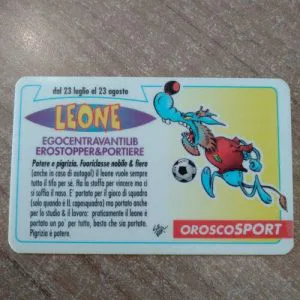 dal 23 luglio al 23 agosto
LEONE
EGOCENTRAVANTILIB
EROSTOPPER&PORTIERE
Potere e pigrizia. Fuoriclasse nobile & fiero
(anche in caso di autogol) il leone vuole sempre
tutto il tifo per sé. Ha la stoffa per vincere ma ti
si soffia il naso. E' portato per il gioco di squadra
(solo quando è IL caposquadra) ma portato anche
per lo studio & il lavoro: praticamente il leone è
portato un po' per tutto, basta che sia portato.
Pigrizia è potere.
OROSCOSPORT